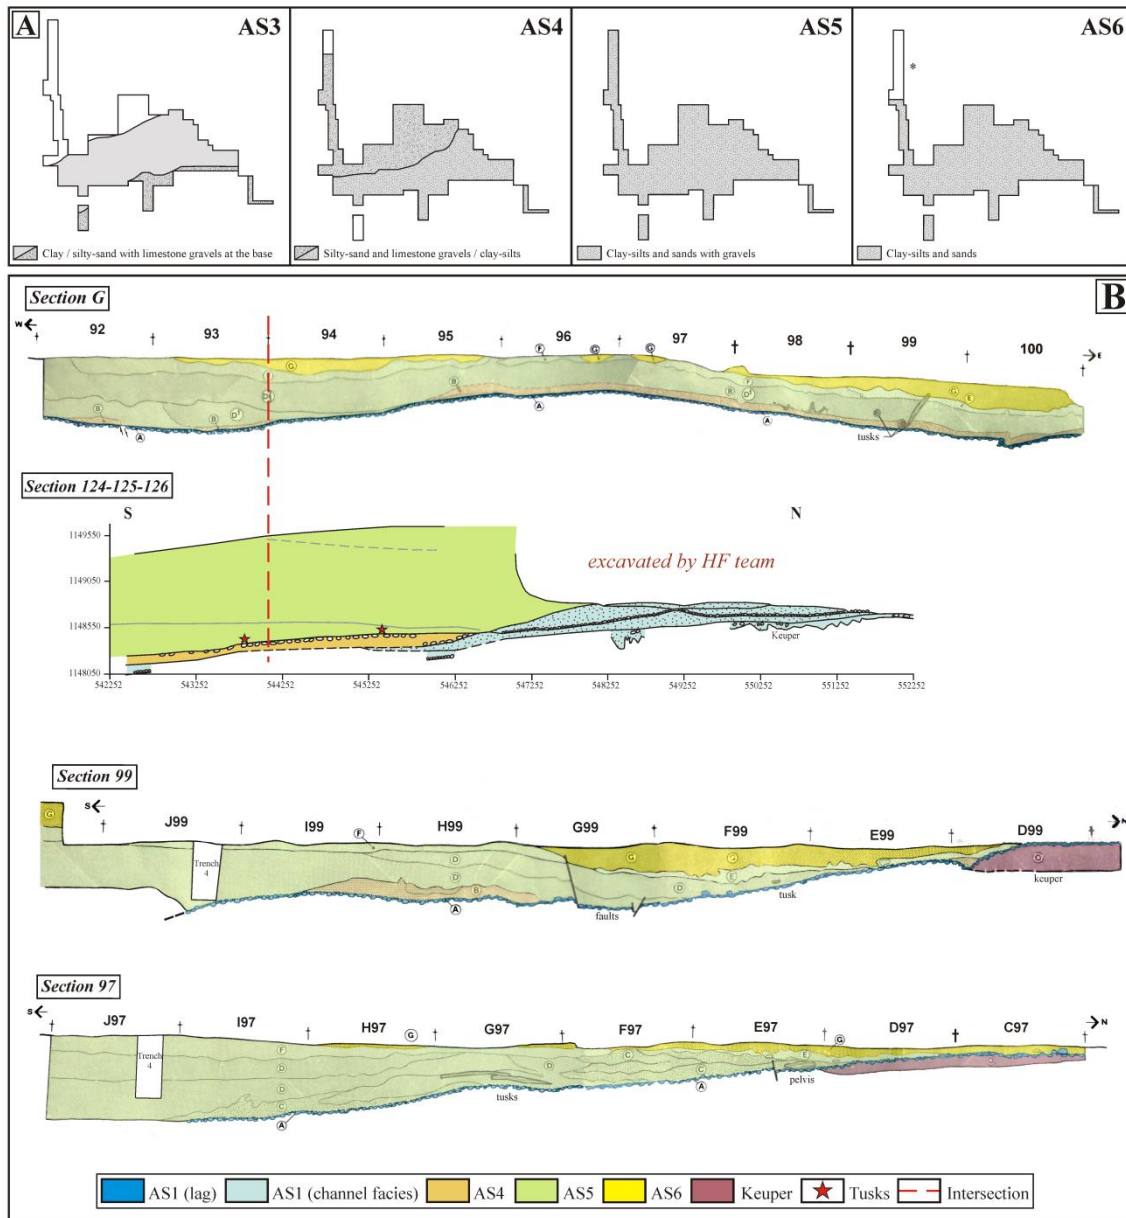 A
AS3
AS4
AS5
AS6
*
Clay / silty-sand with limestone gravels at the base
Silty-sand and limestone gravels / clay-silts
Clay-silts and sands with gravels
Clay-silts and sands
B
Section G
W
92 93 94 95 96 97 98 99 100
E
F G G
G
B
F
D
B
D
G
E
B B D
A
A
A
tusks
Section 124-125-126
S N
1149550
1149050
1148550
1148050
excavated by HF team
Keuper
542252 543252 544252 545252 546252 547252 548252 549252 550252 551252 552252
Section 99
G
S
J99 I99 H99 G99 F99 E99 D99
N
Trench
4
F
D
D
B
A
G
G
E
D
faults
tusk
keuper
Section 97
S
J97 I97 H97 G97 F97 E97 D97 C97
N
Trench
4
G
G
F
D
D
C
A
D
C
C
A
E
tusks
pelvis
AS1 (lag)
AS1 (channel facies)
AS4
AS5
AS6
Keuper
Tusks
Intersection